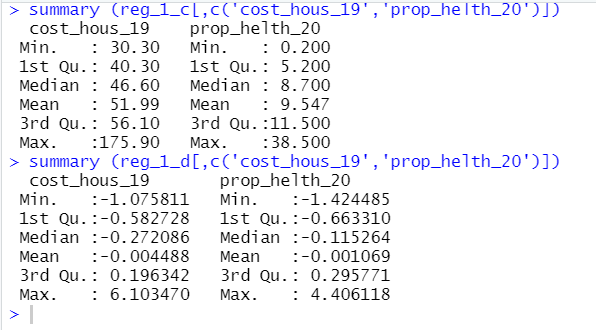 > summary (reg_1_c[,c('cost_hous_19','prop_helth_20')])
cost_hous_19 prop_helth_20
Min. : 30.30 Min. : 0.200
1st Qu.: 40.30 1st Qu.: 5.200
Median : 46.60 Median : 8.700
Mean : 51.99 Mean : 9.547
3rd Qu.: 56.10 3rd Qu.:11.500
Max. :175.90 Max. :38.500
> summary (reg_1_d[,c('cost_hous_19','prop_helth_20')])
cost_hous_19 prop_helth_20
Min. :-1.075811 Min. :-1.424485
1st Qu.:-0.582728 1st Qu.:-0.663310
Median :-0.272086 Median :-0.115264
Mean :-0.004488 Mean :-0.001069
3rd Qu.: 0.196342 3rd Qu.: 0.295771
Max. : 6.103470 Max. : 4.406118
>